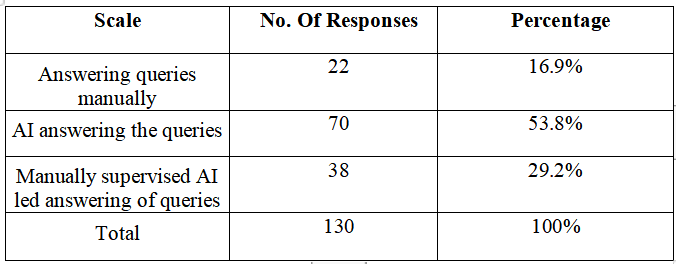 Scale No. Of Responses Percentage
Answering queries manually 22 16.9%
AI answering the queries 70 53.8%
Manually supervised AI led answering of queries 38 29.2%
Total 130 100%